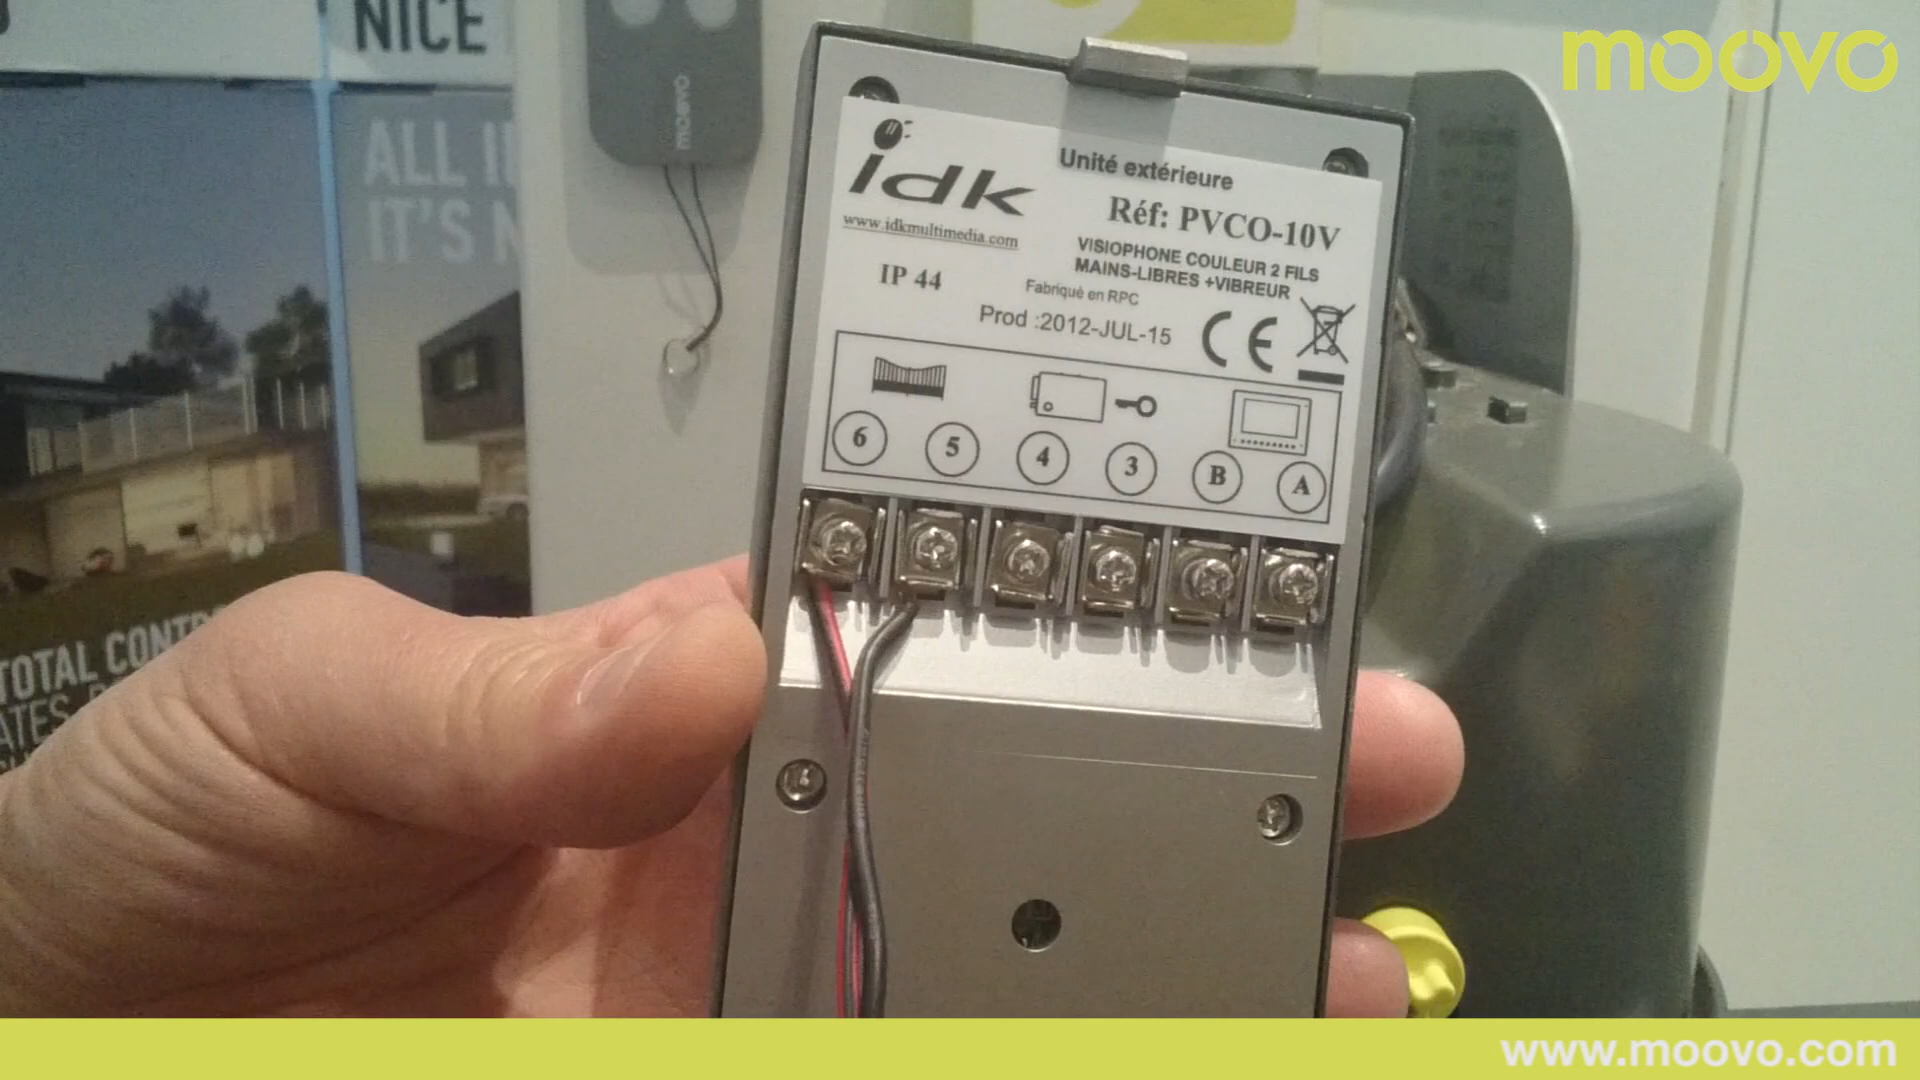 NICE
moovo
ALL I
IT'S N
TOTAL CONT
ATES
moovo
idk
www.idkmultimedia.com
Unité extérieure
Réf: PVCO-10V
VISIOPHONE COULEUR 2 FILS
MAINS-LIBRES +VIBREUR
IP 44
Fabriqué en RPC
Prod :2012-JUL-15
CE
6 5 4 3 B A
www.moovo.com